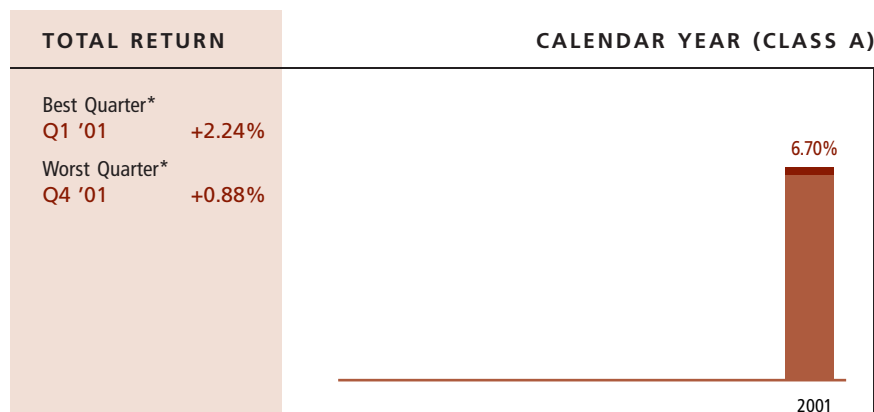 TOTAL RETURN
CALENDAR YEAR (CLASS A)
Best Quarter*
Q1 ’01 +2.24%
Worst Quarter*
Q4 ’01 +0.88%
6.70%
2001